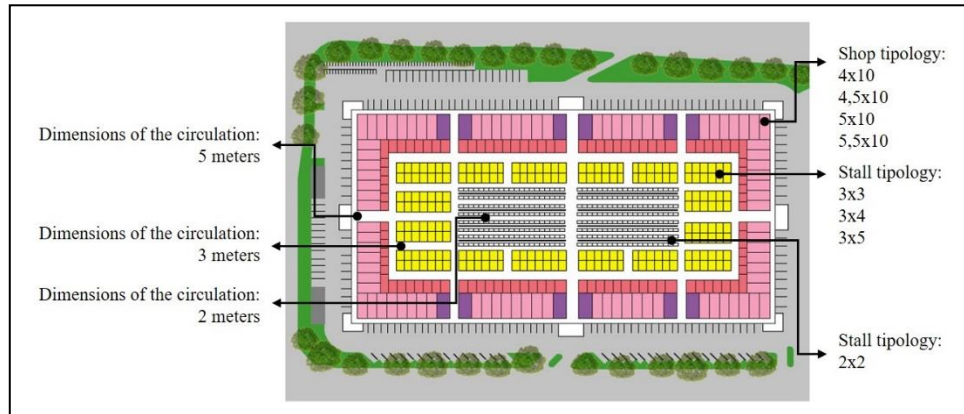 Dimensions of the circulation:
5 meters
Dimensions of the circulation:
3 meters
Dimensions of the circulation:
2 meters
Shop tipology:
4x10
4,5x10
5x10
5,5x10
Stall tipology:
3x3
3x4
3x5
Stall tipology:
2x2